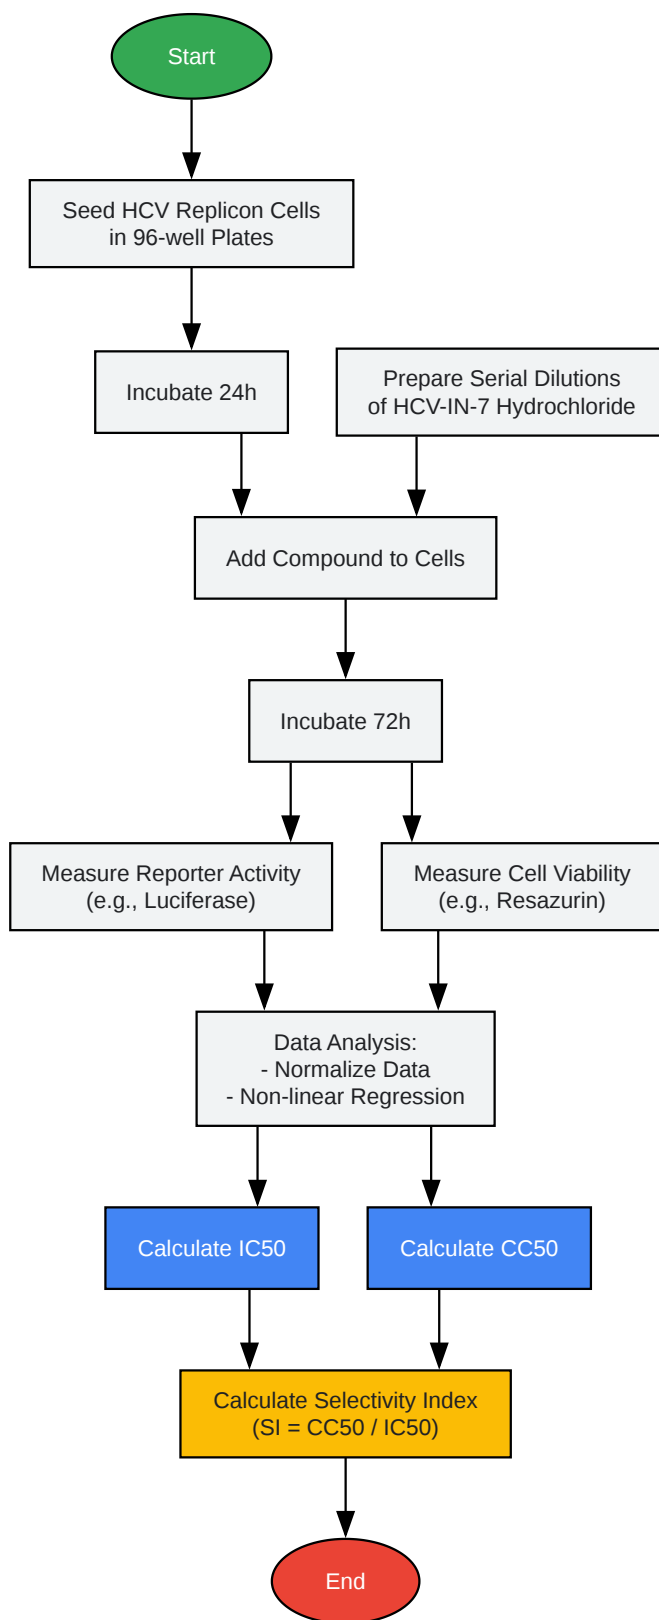 Start
Seed HCV Replicon Cells
in 96-well Plates
Incubate 24h
Prepare Serial Dilutions
of HCV-IN-7 Hydrochloride
Add Compound to Cells
Incubate 72h
Measure Reporter Activity
(e.g., Luciferase)
Measure Cell Viability
(e.g., Resazurin)
Data Analysis:
- Normalize Data
- Non-linear Regression
Calculate IC50
Calculate CC50
Calculate Selectivity Index
(SI = CC50 / IC50)
End